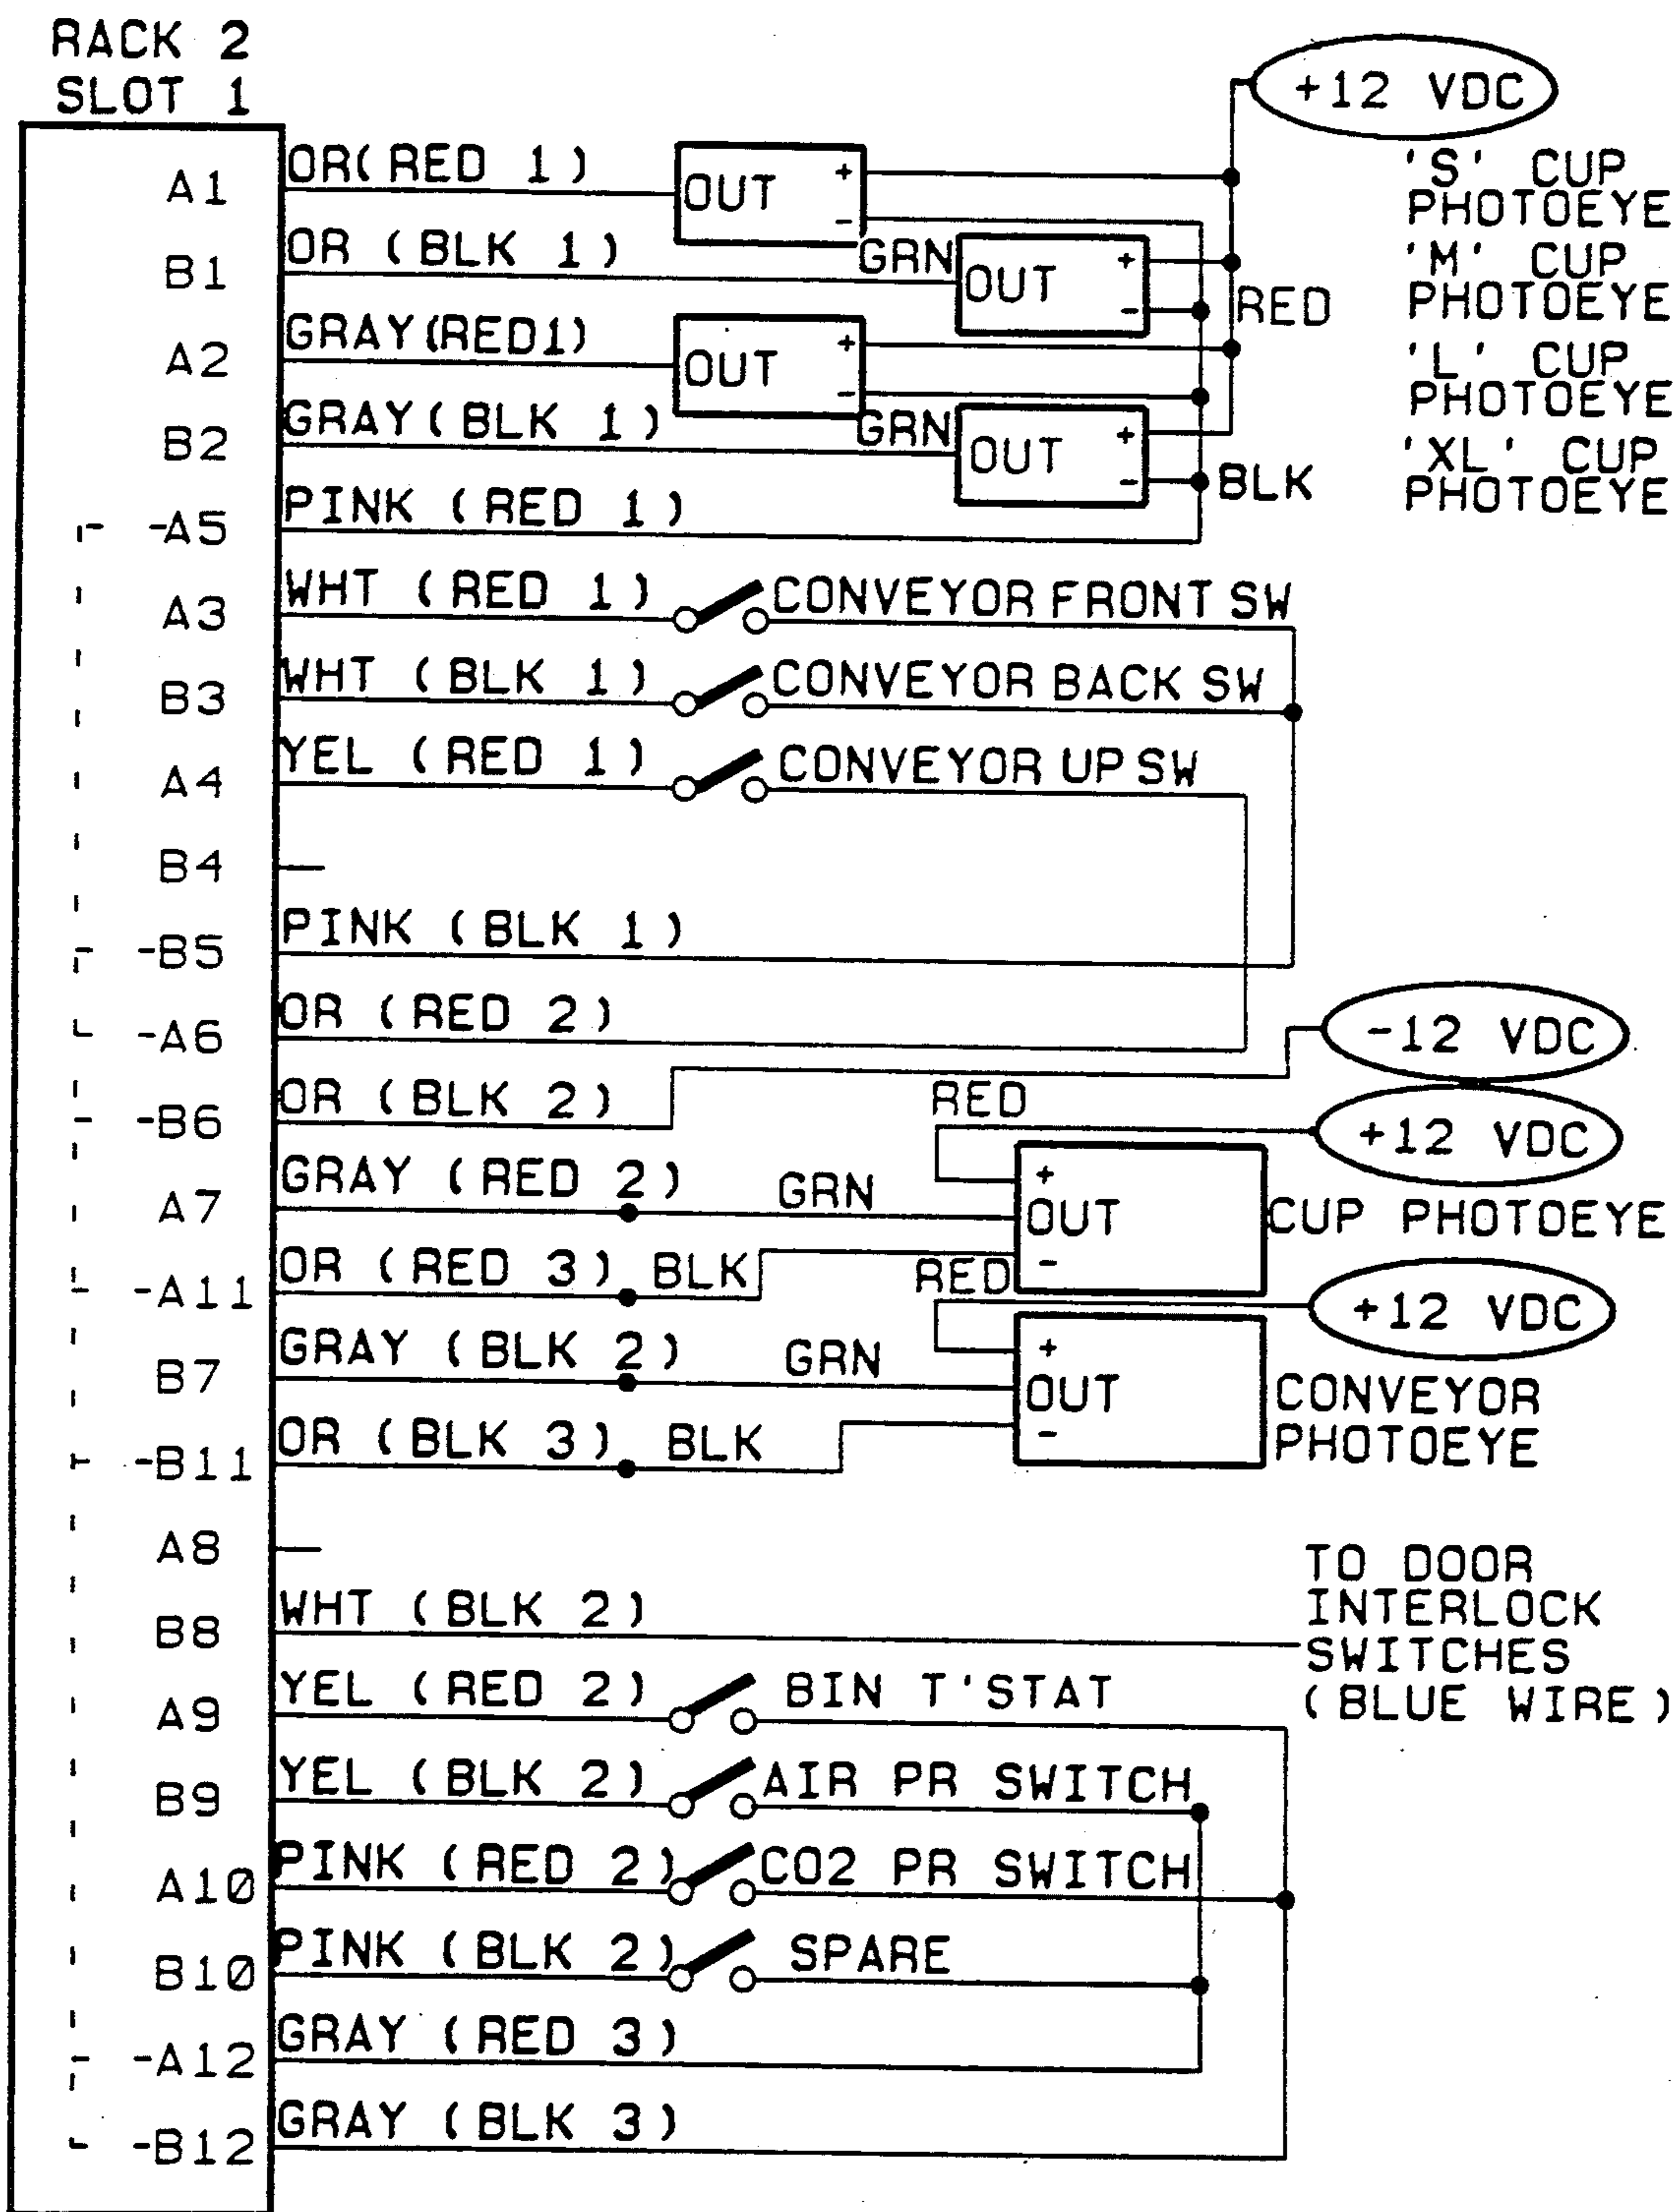 RACK 2
SLOT 1
+12 VDC
A1 OR(RED 1) OUT + -
'S' CUP
PHOTOEYE
B1 OR (BLK 1) GRN OUT + -
RED
'M' CUP
PHOTOEYE
A2 GRAY(RED1) OUT + -
'L' CUP
PHOTOEYE
B2 GRAY(BLK 1) GRN OUT + -
BLK
'XL' CUP
PHOTOEYE
-A5 PINK (RED 1)
A3 WHT (RED 1) CONVEYOR FRONT SW
B3 WHT (BLK 1) CONVEYOR BACK SW
A4 YEL (RED 1) CONVEYOR UP SW
B4
-B5 PINK (BLK 1)
-A6 OR (RED 2)
-12 VDC
-B6 OR (BLK 2)
RED +12 VDC
+
A7 GRAY (RED 2) GRN OUT CUP PHOTOEYE
-
-A11 OR (RED 3) BLK
RED +12 VDC
+
B7 GRAY (BLK 2) GRN OUT
-
CONVEYOR
PHOTOEYE
-B11 OR (BLK 3) BLK
A8
B8 WHT (BLK 2)
TO DOOR
INTERLOCK
SWITCHES
(BLUE WIRE)
A9 YEL (RED 2) BIN T'STAT
B9 YEL (BLK 2) AIR PR SWITCH
A10 PINK (RED 2) CO2 PR SWITCH
B10 PINK (BLK 2) SPARE
-A12 GRAY (RED 3)
-B12 GRAY (BLK 3)